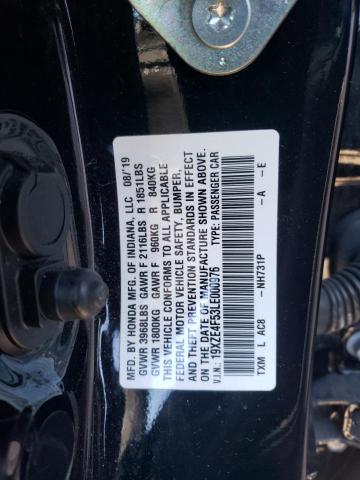 MFD. BY HONDA MFG. OF INDIANA, LLC 08/19
GVWR 3968LBS GAWR F 2116LBS R 1851LBS
GVWR 1800KG GAWR F 960KG R 840KG
THIS VEHICLE CONFORMS TO ALL APPLICABLE
FEDERAL MOTOR VEHICLE SAFETY, BUMPER,
AND THEFT PREVENTION STANDARDS IN EFFECT
ON THE DATE OF MANUFACTURE SHOWN ABOVE.
V.I.N.: 19XZE4F53LE000976 TYPE: PASSENGER CAR
TXM L AC8 -NH731P -A -E